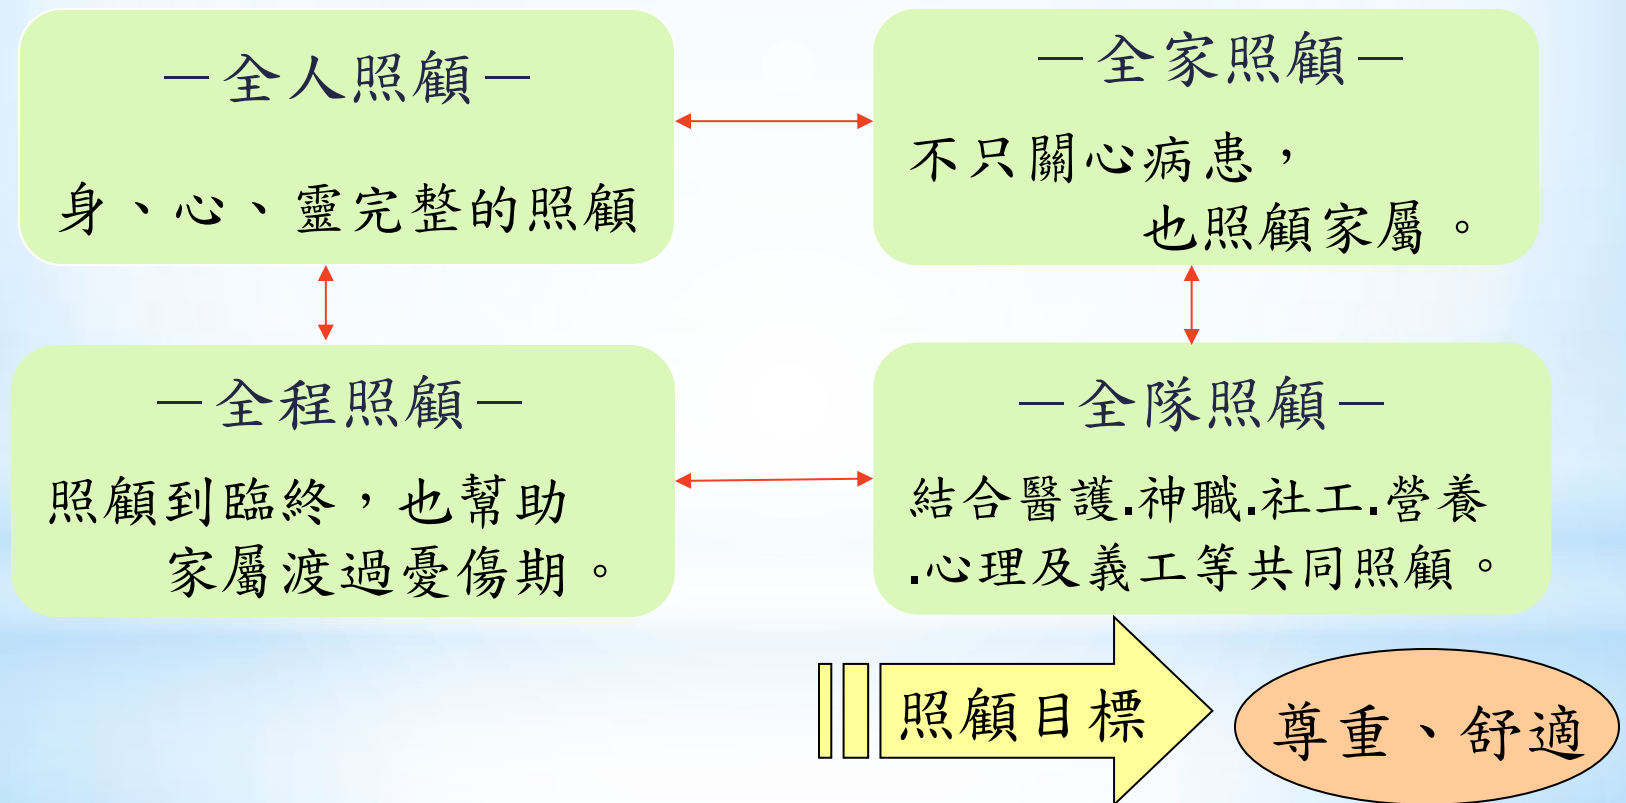 －全人照顧－
身、心、靈完整的照顧
－全家照顧－
不只關心病患，
也照顧家屬。
－全程照顧－
照顧到臨終，也幫助
家屬渡過憂傷期。
－全隊照顧－
結合醫護.神職.社工.營養
.心理及義工等共同照顧。
照顧目標
尊重、舒適